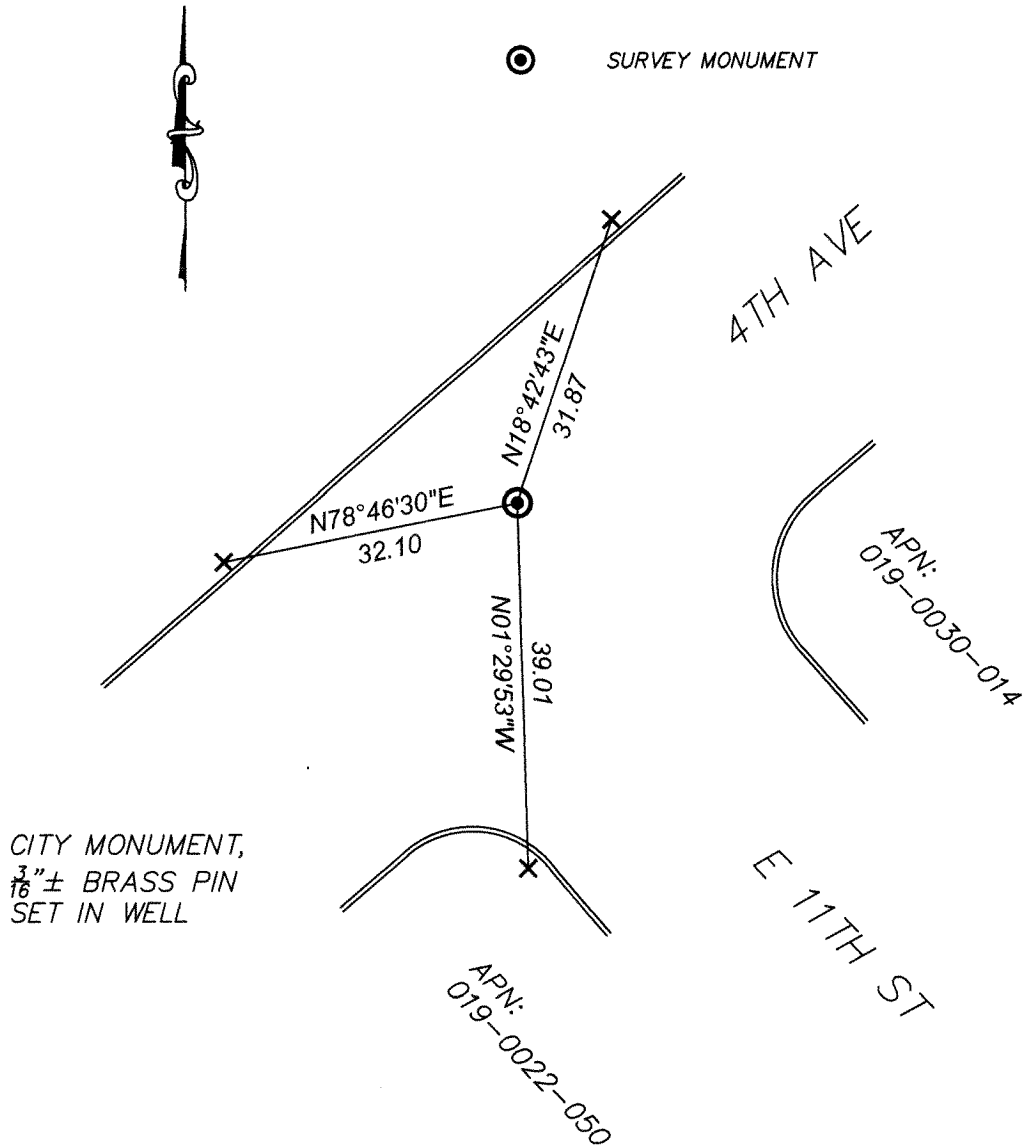 SURVEY MONUMENT
4TH AVE
N18°42'43"E
31.87
N78°46'30"E
32.10
N01°29'53"W
39.01
APN:
019-0030-014
CITY MONUMENT,
3/16"± BRASS PIN
SET IN WELL
E 11TH ST
APN:
019-0022-050